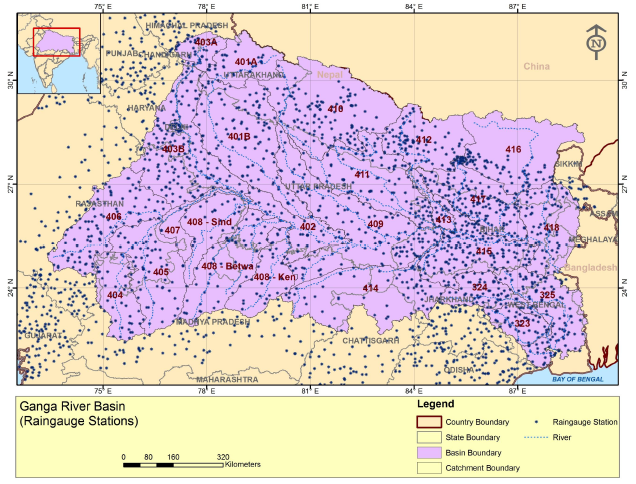 75°E 78°E 81°E 84°E 87°E
HIMACHAL PRADESH
403A
PUNJAB
CHANDIGARH
401A
UTTARAKHAND
Nepal
China
N
30°N 30°N
HARYANA
410
403B
401B
412
416
411
SIKKIM
27°N 27°N
UTTAR PRADESH
RAJASTHAN
406
407
408 - Sind
402
409
413
417
BIHAR
418
ASSAM
MEGHALAYA
415
405
408 - Betwa
408 - Ken
414
Bangladesh
24°N 24°N
404
324
325
JHARKHAND
WEST BENGAL
323
MADHYA PRADESH
GUJARAT
CHATTISGARH
ODISHA
MAHARASHTRA
BAY OF BENGAL
75°E 78°E 81°E 84°E 87°E
Ganga River Basin
(Raingauge Stations)
0 80 160 320
Kilometers
Legend
Country Boundary
Raingauge Station
State Boundary
River
Basin Boundary
Catchment Boundary